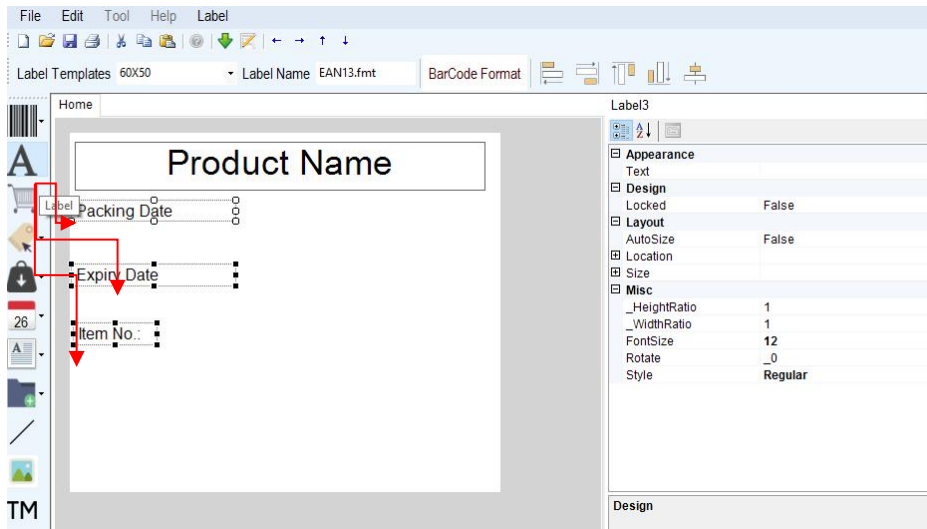 File Edit Tool Help Label
Label Templates 60X50 Label Name EAN13.fmt BarCode Format
Home
Label3
Product Name
Label
Packing Date
Expiry Date
Item No.:
A
26
A
TM
A
Z
Appearance
Text
Design
Locked False
Layout
AutoSize False
Location
Size
Misc
_HeightRatio 1
_WidthRatio 1
FontSize 12
Rotate _0
Style Regular
Design